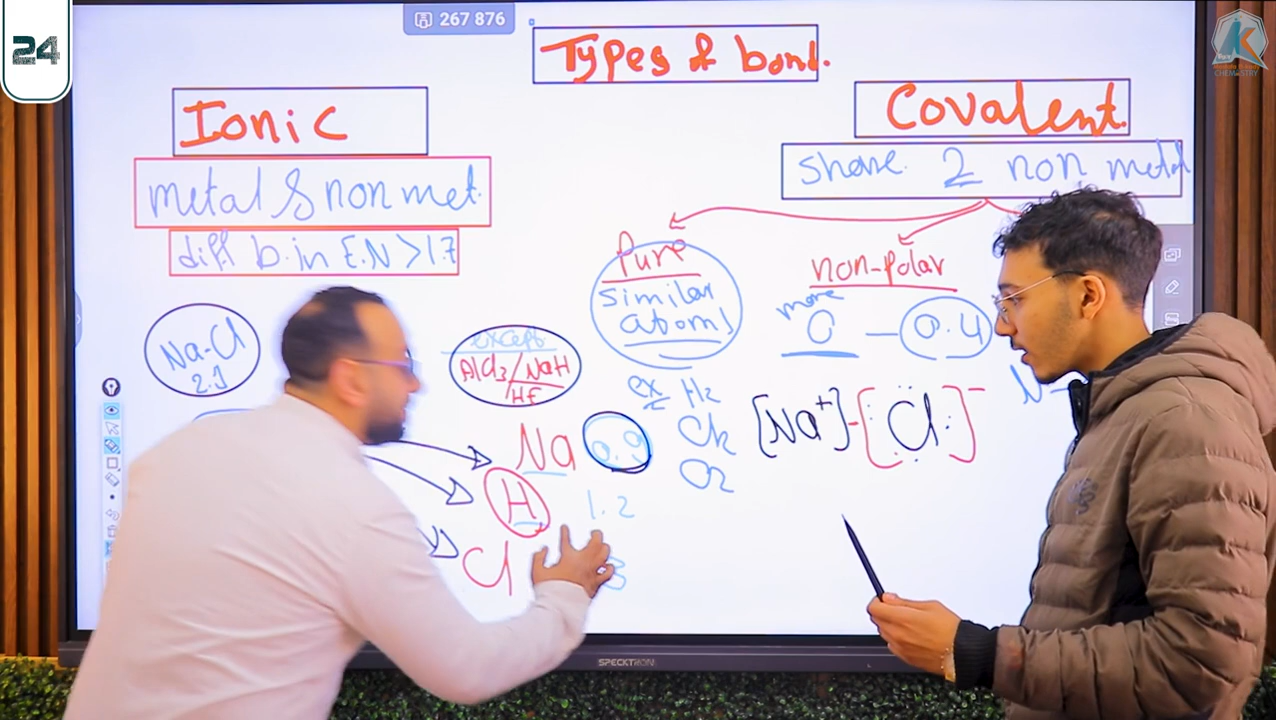 24
267 876
CHEMISTRY
Types of bond.
Ionic
metal & non met.
diff b.in E.N > 1.7
Na-Cl
2.1
except
AlCl3/NaH
HF
Na 0.9
H 1.2
Cl 3
Covalent.
share 2 non metal
Pure
similar
atoms
ex H2
Cl2
O2
non-polar
more
0 — 0.4
[Na+]-[Cl]-
N-
SPECKTRON